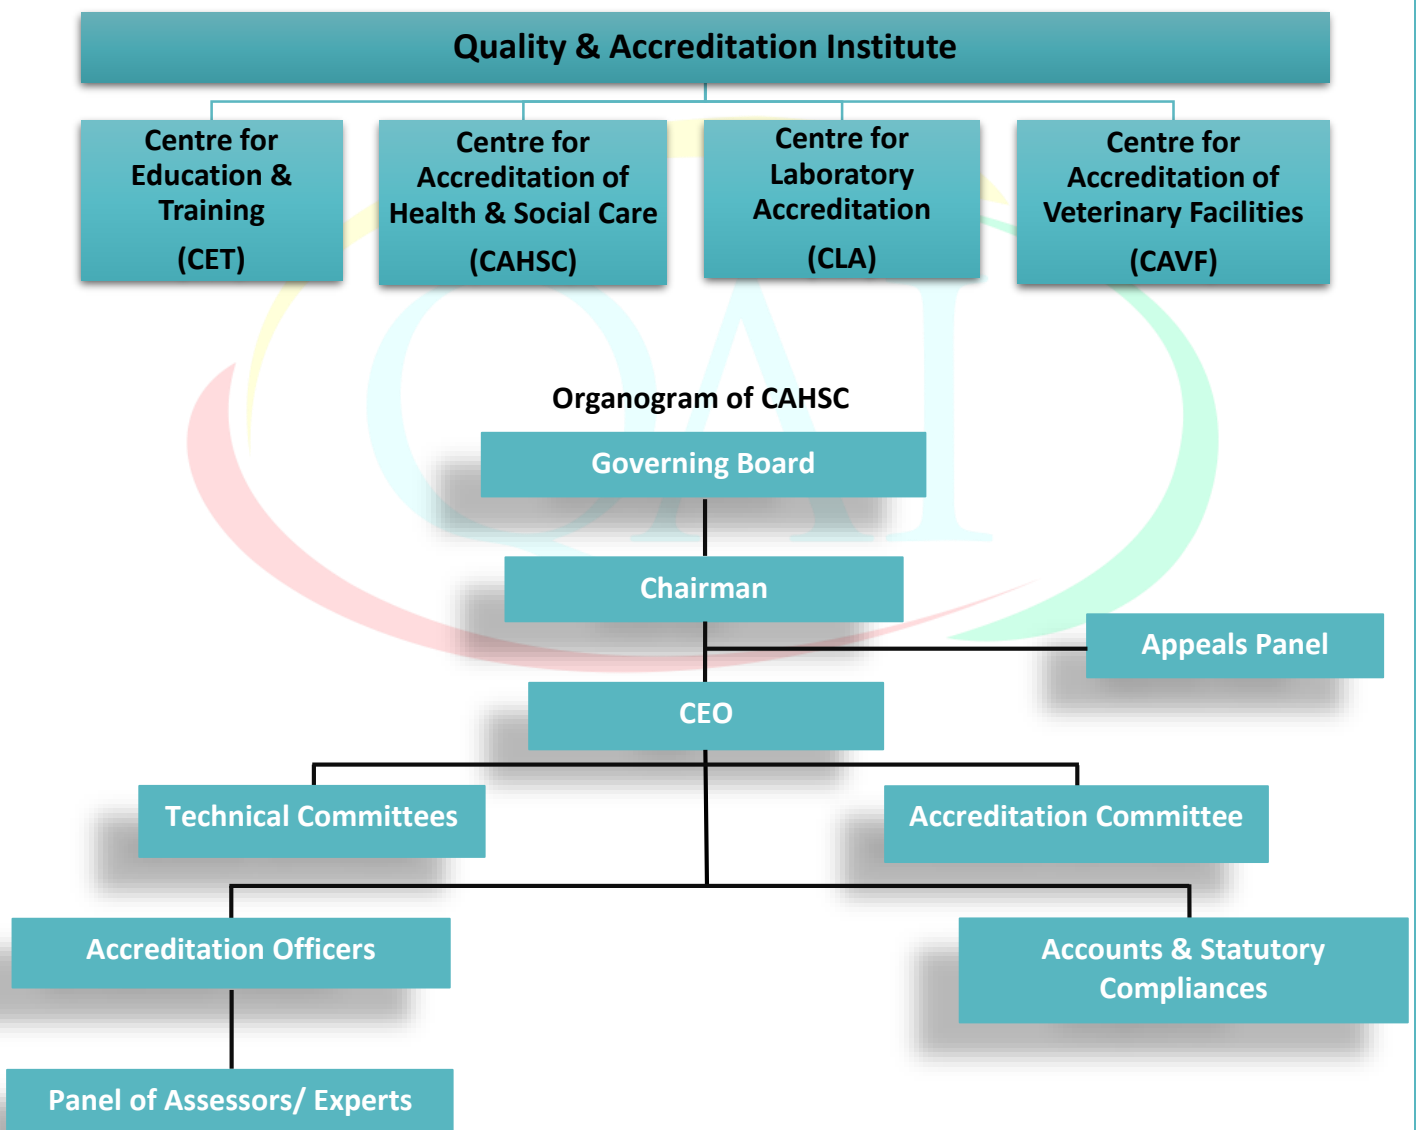 Quality & Accreditation Institute
Centre for
Education &
Training
(CET)
Centre for
Accreditation of
Health & Social Care
(CAHSC)
Centre for
Laboratory
Accreditation
(CLA)
Centre for
Accreditation of
Veterinary Facilities
(CAVF)
QAI
Organogram of CAHSC
Governing Board
Chairman
Appeals Panel
CEO
Technical Committees
Accreditation Committee
Accreditation Officers
Accounts & Statutory
Compliances
Panel of Assessors/ Experts